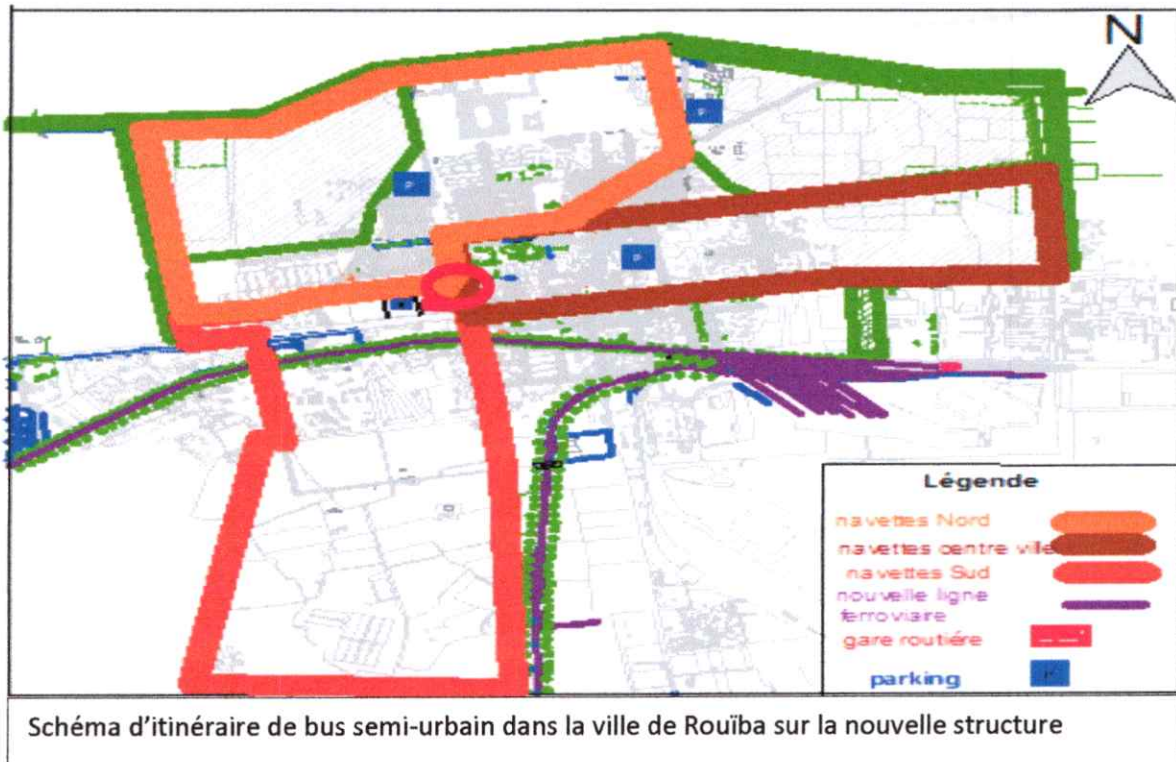 N
P
P
P
Légende
navettes Nord
navettes centre ville
navettes Sud
nouvelle ligne
ferroviaire
gare routiére
parking
P
Schéma d'itinéraire de bus semi-urbain dans la ville de Rouïba sur la nouvelle structure